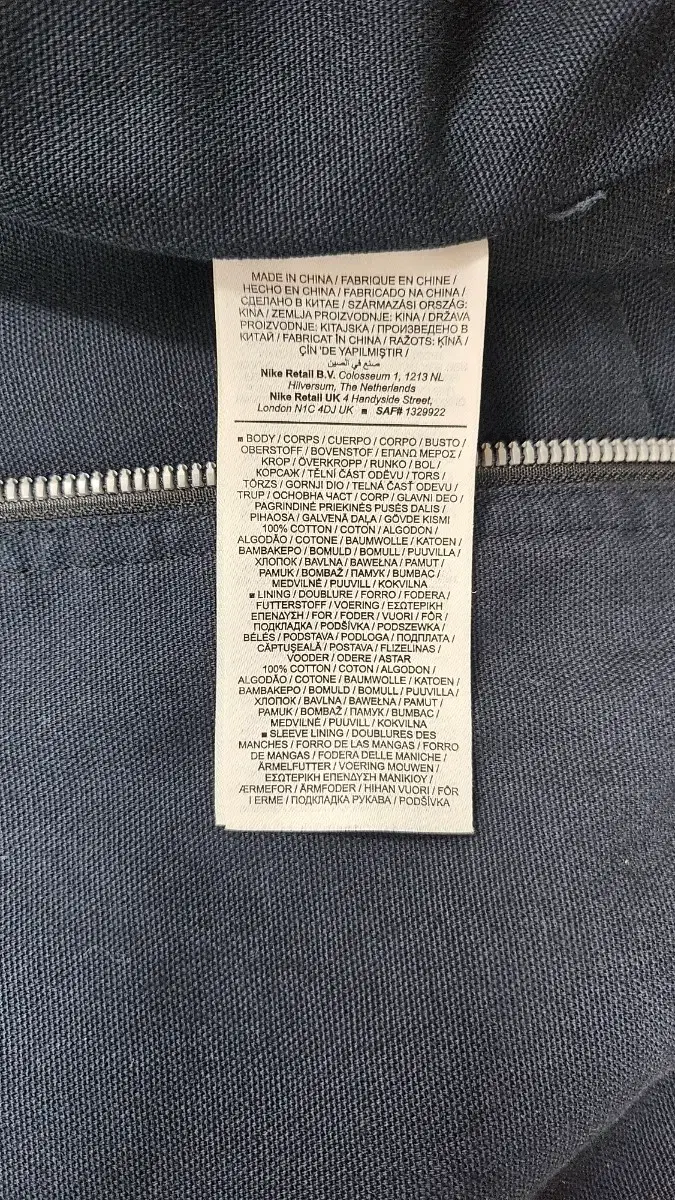 MADE IN CHINA / FABRIQUE EN CHINE /
HECHO EN CHINA / FABRICADO NA CHINA /
СДЕЛАНО В КИТАЕ / SZÁRMAZÁSI ORSZÁG:
KÍNA / ZEMLJA PROIZVODNJE: KINA / DRŽAVA
PROIZVODNJE: KITAJSKA / ПРОИЗВЕДЕНО В
КИТАЙ / FABRICAT ÎN CHINA / RAŽOTS: ĶĪNĀ /
ÇİN 'DE YAPILMIŞTIR /
صنع في الصين
Nike Retail B.V. Colosseum 1, 1213 NL
Hilversum, The Netherlands
Nike Retail UK 4 Handyside Street,
London N1C 4DJ UK ■ SAF# 1329922
■ BODY / CORPS / CUERPO / CORPO / BUSTO /
OBERSTOFF / BOVENSTOF / ΕΠΑΝΩ ΜΕΡΟΣ /
KROP / ÖVERKROPP / RUNKO / BOL /
КОРСАЖ / TĚLNÍ ČÁST ODĚVU / TORS /
TÖRZS / GORNJI DIO / TELNÁ ČASŤ ODEVU /
TRUP / ОСНОВНА ЧАСТ / CORP / GLAVNI DEO /
PAGRINDINĖ PRIEKINĖS PUSĖS DALIS /
PIHAOSA / GALVENĀ DAĻA / GÖVDE KISMI
100% COTTON / COTON / ALGODON /
ALGODÃO / COTONE / BAUMWOLLE / KATOEN /
ΒΑΜΒΑΚΕΡΟ / BOMULD / BOMULL / PUUVILLA /
ХЛОПОК / BAVLNA / BAWEŁNA / PAMUT /
PAMUK / BOMBAŽ / ПАМУК / BUMBAC /
MEDVILNĖ / PUUVILL / KOKVILNA
■ LINING / DOUBLURE / FORRO / FODERA /
FUTTERSTOFF / VOERING / ΕΣΩΤΕΡΙΚΗ
ΕΠΕΝΔΥΣΗ / FOR / FODER / VUORI / FÔR /
ПОДКЛАДКА / PODŠÍVKA / PODSZEWKA /
BÉLÉS / PODSTAVA / PODLOGA / ПОДПЛАТА /
CĂPTUŞEALĂ / POSTAVA / FLIZELINAS /
VOODER / ODERE / ASTAR
100% COTTON / COTON / ALGODON /
ALGODÃO / COTONE / BAUMWOLLE / KATOEN /
ΒΑΜΒΑΚΕΡΟ / BOMULD / BOMULL / PUUVILLA /
ХЛОПОК / BAVLNA / BAWEŁNA / PAMUT /
PAMUK / BOMBAŽ / ПАМУК / BUMBAC /
MEDVILNĖ / PUUVILL / KOKVILNA
■ SLEEVE LINING / DOUBLURES DES
MANCHES / FORRO DE LAS MANGAS / FORRO
DE MANGAS / FODERA DELLE MANICHE /
ÄRMELFUTTER / VOERING MOUWEN /
ΕΣΩΤΕΡΙΚΗ ΕΠΕΝΔΥΣΗ ΜΑΝΙΚΙΟΥ /
ÆRMEFOR / ÄRMFODER / HIHAN VUORI / FÔR
I ERME / ПОДКЛАДКА РУКАВА / PODŠÍVKA